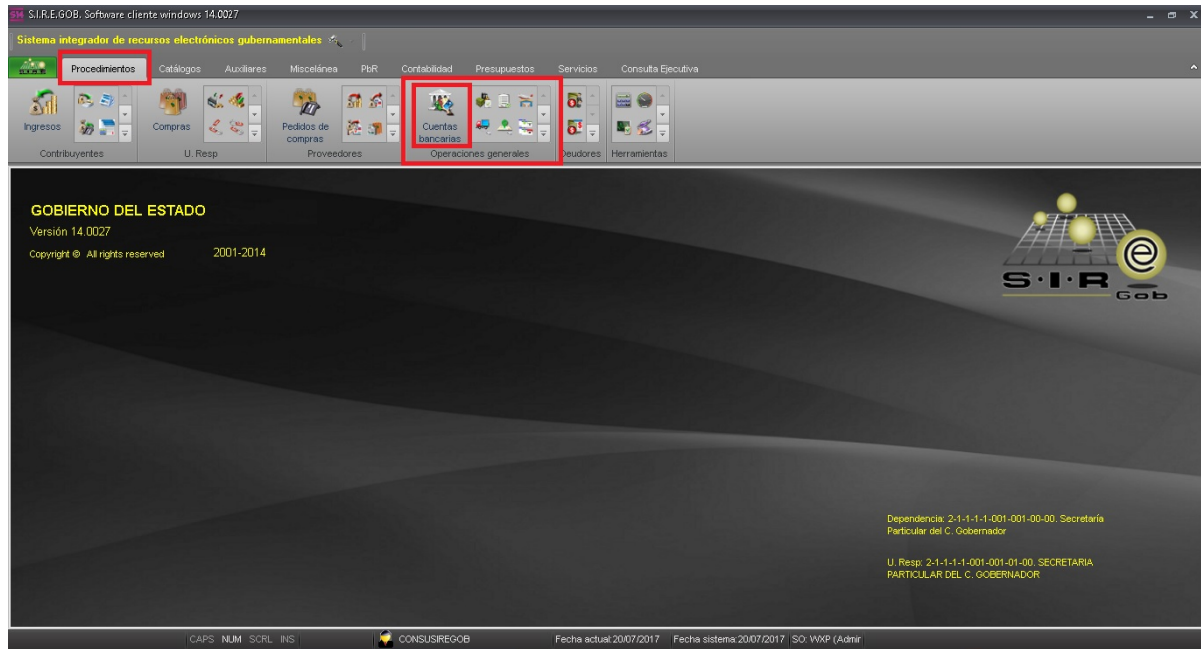 S.I.R.E.GOB. Software cliente windows 14.0027
Sistema integrador de recursos electrónicos gubernamentales
Procedimientos Catálogos Auxiliares Miscelánea PbR Contabilidad Presupuestos Servicios Consulta Ejecutiva
Ingresos Compras Pedidos de compras Cuentas bancarias
Contribuyentes U. Resp Proveedores Operaciones generales Deudores Herramientas
GOBIERNO DEL ESTADO
Versión 14.0027
Copyright © All rights reserved 2001-2014
S·I·R e
Gob
Dependencia: 2-1-1-1-1-001-001-00-00. Secretaría
Particular del C. Gobernador
U. Resp: 2-1-1-1-1-001-001-01-00. SECRETARIA
PARTICULAR DEL C. GOBERNADOR
CAPS NUM SCRL INS CONSUSIREGOB Fecha actual:20/07/2017 Fecha sistema:20/07/2017 SO: WXP (Admir